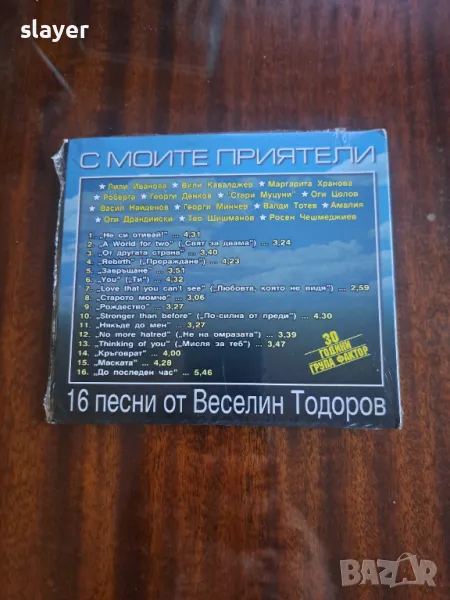 slayer
С МОИТЕ ПРИЯТЕЛИ
★ Лили Иванова ★ Вили Кавалджев ★ Маргарита Хранова
★ Роберта ★ Георги Денков ★ "Стари Муцуни" ★ Оги Цолов
★ Васил Найденов ★ Георги Минчев ★ Валди Тотев ★ Амалия
★ Оги Драндийски ★ Тео Шишманов ★ Росен Чешмеджиев
1. „Не си отивай!" ... 4,31
2. „A World for two" („Свят за двама") ... 3,24
3. „От другата страна" ... 3,40
4. „Rebirth" („Прераждане") ... 4,23
5. „Завръщане" ... 3,51
6. „You" („Ти") ... 4,32
7. „Love that you can't see" („Любовта, която не видя") ... 2,59
8. „Старото момче" ... 3,06
9. „Рождество" ... 3,27
10. „Stronger than before" („По-силна от преди") ... 4.30
11. „Някъде до мен" ... 3,27
12. „No more hatred" („Не на омразата") ... 3,39
13. „Thinking of you" („Мисля за теб") ... 3,47
14. „Кръговрат" ... 4,00
15. „Маската" ... 4,28
16. „До последен час" ... 5,46
30
ГОДИНИ
ГРУПА ФАКТОР
16 песни от Веселин Тодоров
BAZAR